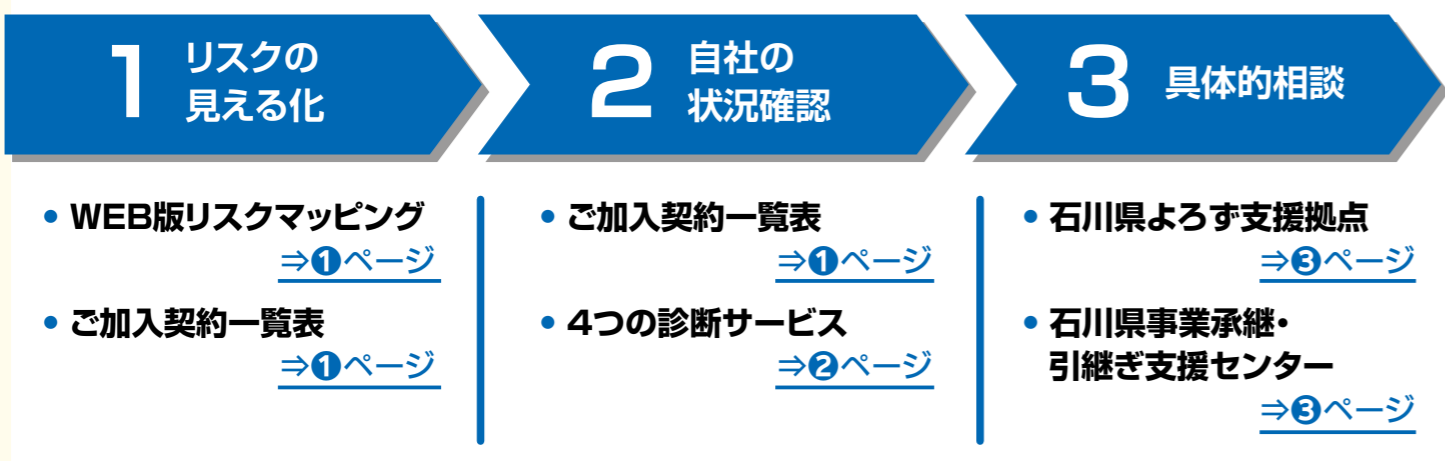 1 リスクの
見える化
・WEB版リスクマッピング
⇒❶ページ
・ご加入契約一覧表
⇒❶ページ
2 自社の
状況確認
・ご加入契約一覧表
⇒❶ページ
・4つの診断サービス
⇒❷ページ
3 具体的相談
・石川県よろず支援拠点
⇒❸ページ
・石川県事業承継・
引継ぎ支援センター
⇒❸ページ